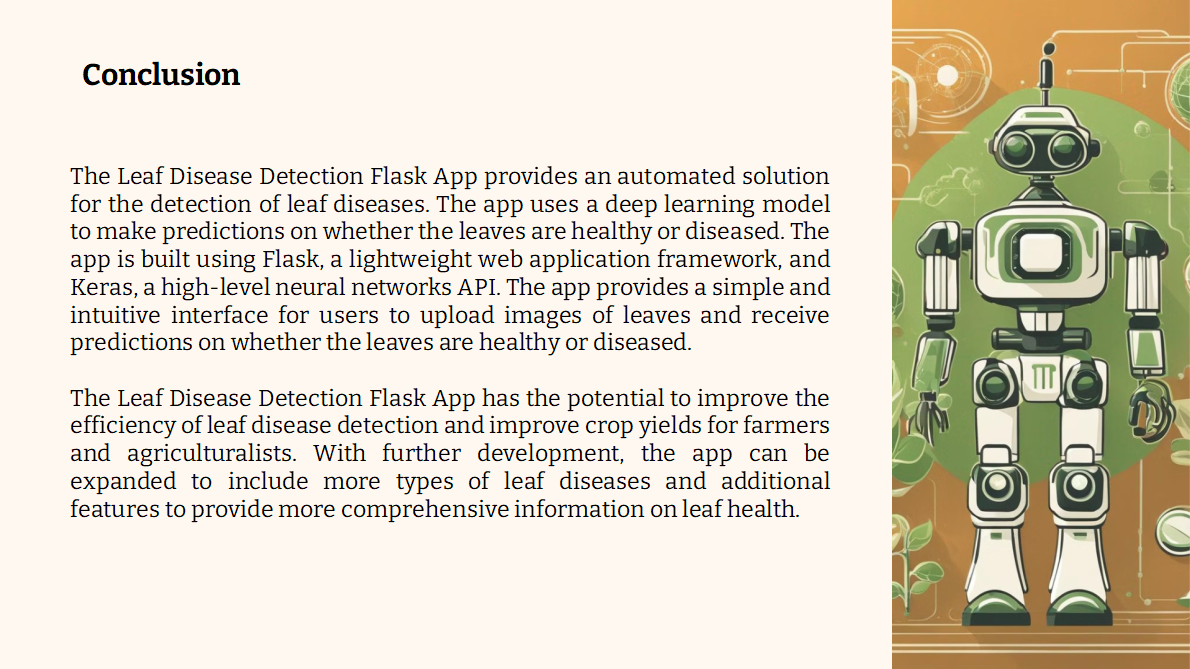 Conclusion
The Leaf Disease Detection Flask App provides an automated solution
for the detection of leaf diseases. The app uses a deep learning model
to make predictions on whether the leaves are healthy or diseased. The
app is built using Flask, a lightweight web application framework, and
Keras, a high-level neural networks API. The app provides a simple and
intuitive interface for users to upload images of leaves and receive
predictions on whether the leaves are healthy or diseased.
The Leaf Disease Detection Flask App has the potential to improve the
efficiency of leaf disease detection and improve crop yields for farmers
and agriculturalists. With further development, the app can be
expanded to include more types of leaf diseases and additional
features to provide more comprehensive information on leaf health.